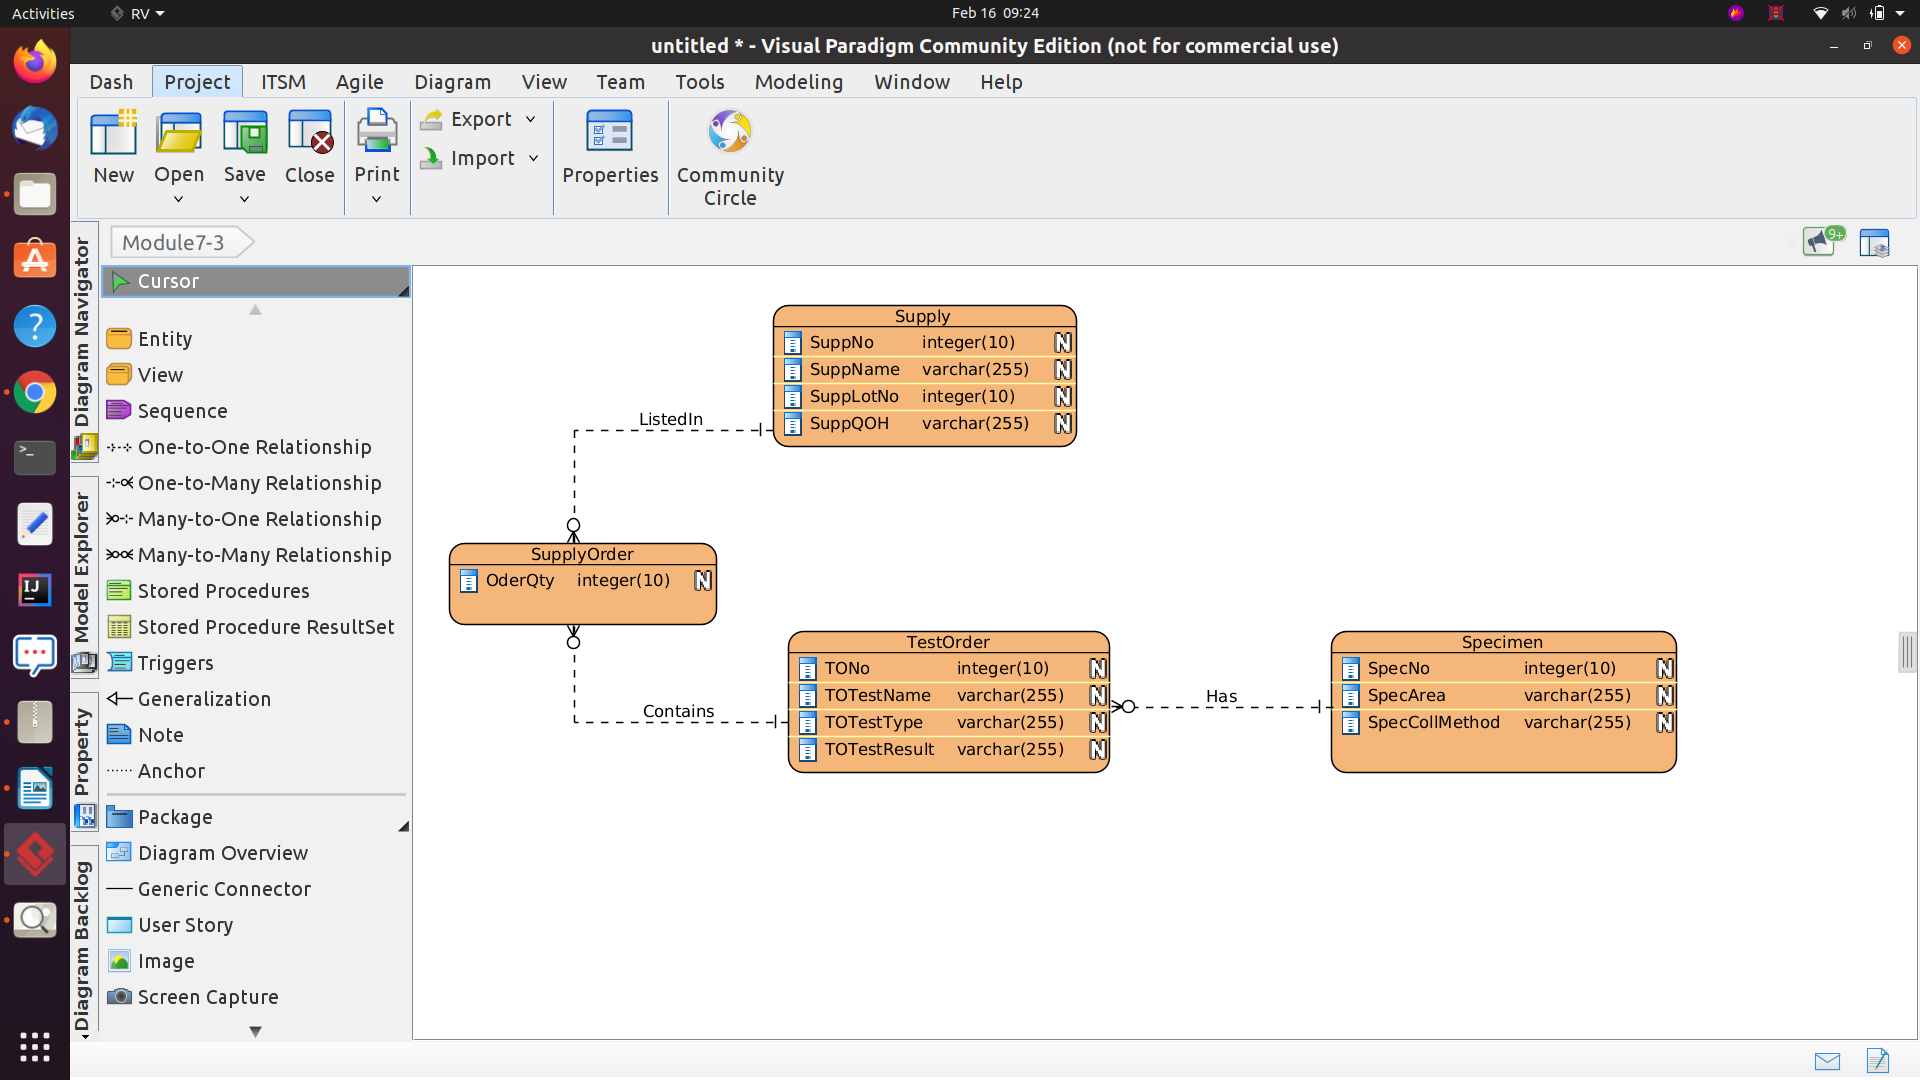 Activities
RV
Feb 16 09:24
untitled * - Visual Paradigm Community Edition (not for commercial use)
Dash Project ITSM Agile Diagram View Team Tools Modeling Window Help
New
Open
Save
Close
Print
Export
Import
Properties
Community
Circle
Module7-3
9+
Diagram Navigator
Model Explorer
Property
Diagram Backlog
Cursor
Entity
View
Sequence
One-to-One Relationship
One-to-Many Relationship
Many-to-One Relationship
Many-to-Many Relationship
Stored Procedures
Stored Procedure ResultSet
Triggers
Generalization
Note
Anchor
Package
Diagram Overview
Generic Connector
User Story
Image
Screen Capture
Supply
SuppNo integer(10) N
SuppName varchar(255) N
SuppLotNo integer(10) N
SuppQOH varchar(255) N
ListedIn
SupplyOrder
OderQty integer(10) N
Contains
TestOrder
TONo integer(10) N
TOTestName varchar(255) N
TOTestType varchar(255) N
TOTestResult varchar(255) N
Has
Specimen
SpecNo integer(10) N
SpecArea varchar(255) N
SpecCollMethod varchar(255) N